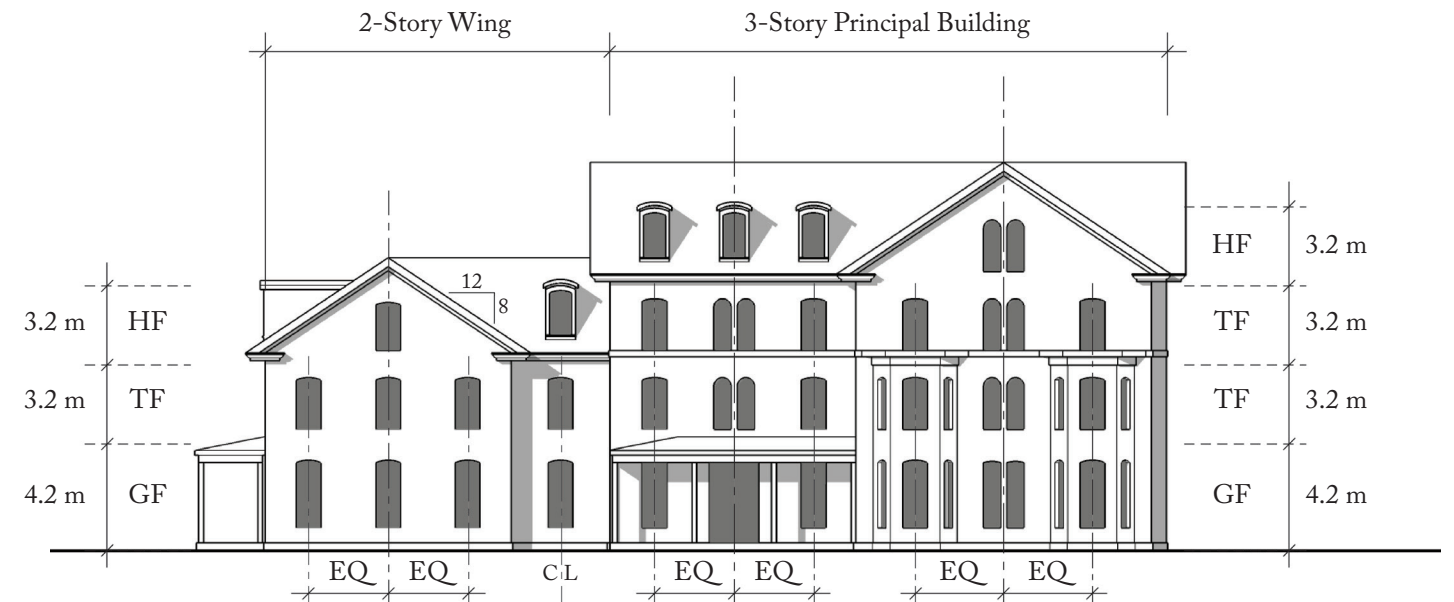 2-Story Wing
3-Story Principal Building
12
8
3.2 m HF
3.2 m TF
4.2 m GF
HF 3.2 m
TF 3.2 m
TF 3.2 m
GF 4.2 m
EQ EQ CL EQ EQ EQ EQ